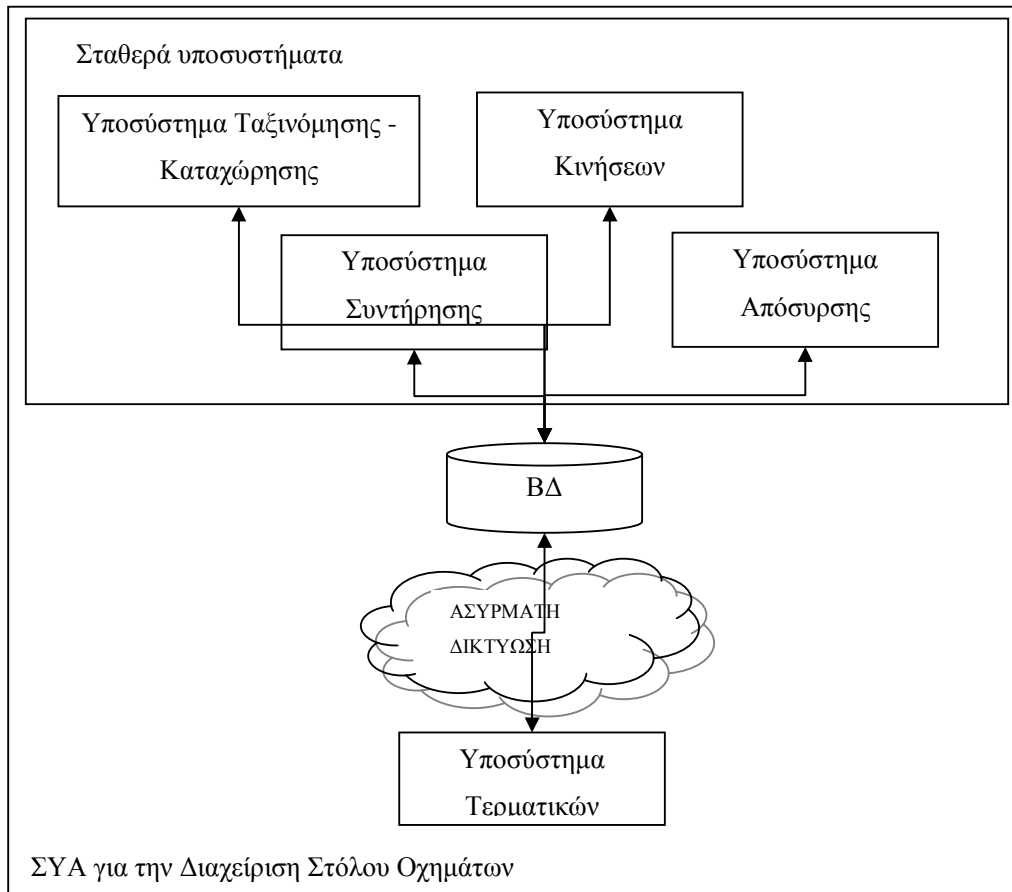 Σταθερά υποσυστήματα
Υποσύστημα Ταξινόμησης -
Καταχώρησης
Υποσύστημα
Κινήσεων
Υποσύστημα
Συντήρησης
Υποσύστημα
Απόσυρσης
ΒΔ
ΑΣΥΡΜΑΤΗ
ΔΙΚΤΥΩΣΗ
Υποσύστημα
Τερματικών
ΣΥΑ για την Διαχείριση Στόλου Οχημάτων